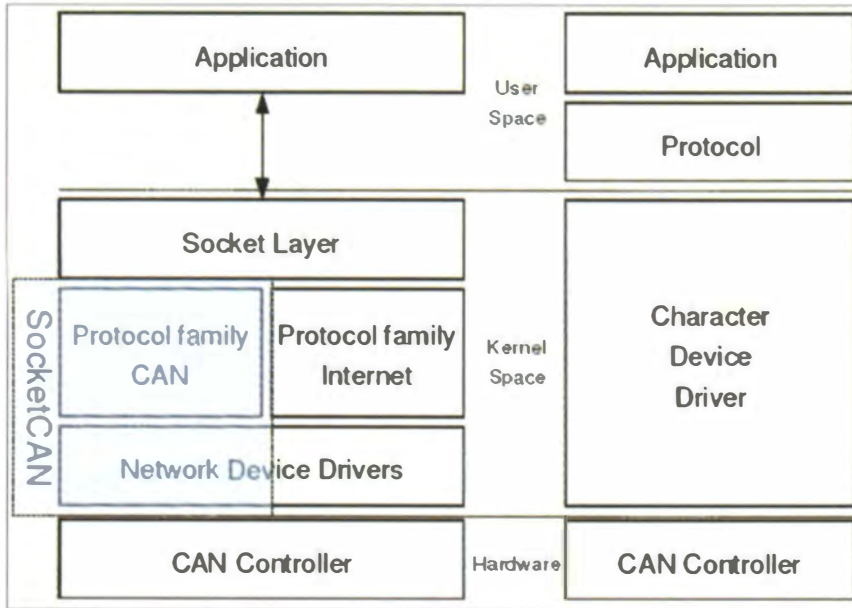 Application
User
Space
Application
Protocol
Socket Layer
SocketCAN
Protocol family
CAN
Protocol family
Internet
Kernel
Space
Character
Device
Driver
Network Device Drivers
CAN Controller
Hardware
CAN Controller